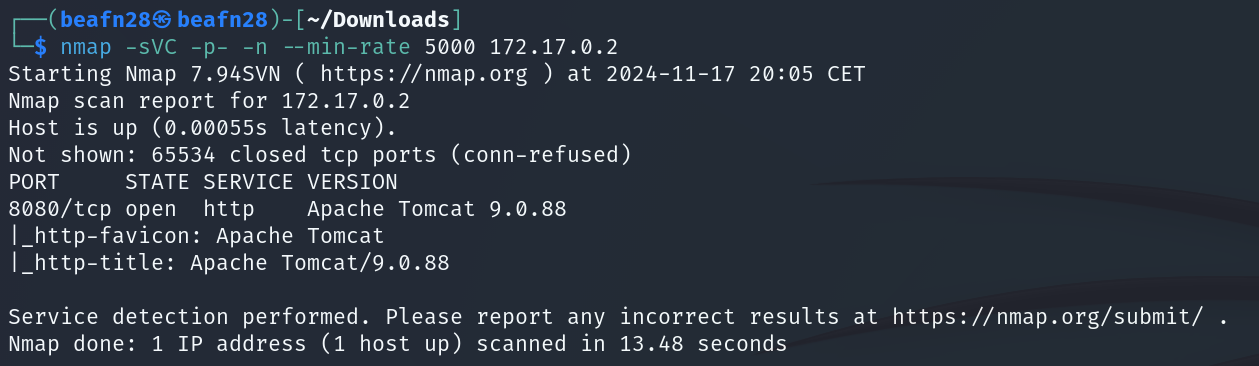 ┌──(beafn28㉿beafn28)-[~/Downloads]
└─$ nmap -sVC -p- -n --min-rate 5000 172.17.0.2
Starting Nmap 7.94SVN ( https://nmap.org ) at 2024-11-17 20:05 CET
Nmap scan report for 172.17.0.2
Host is up (0.00055s latency).
Not shown: 65534 closed tcp ports (conn-refused)
PORT     STATE SERVICE VERSION
8080/tcp open  http    Apache Tomcat 9.0.88
|_http-favicon: Apache Tomcat
|_http-title: Apache Tomcat/9.0.88
Service detection performed. Please report any incorrect results at https://nmap.org/submit/ .
Nmap done: 1 IP address (1 host up) scanned in 13.48 seconds